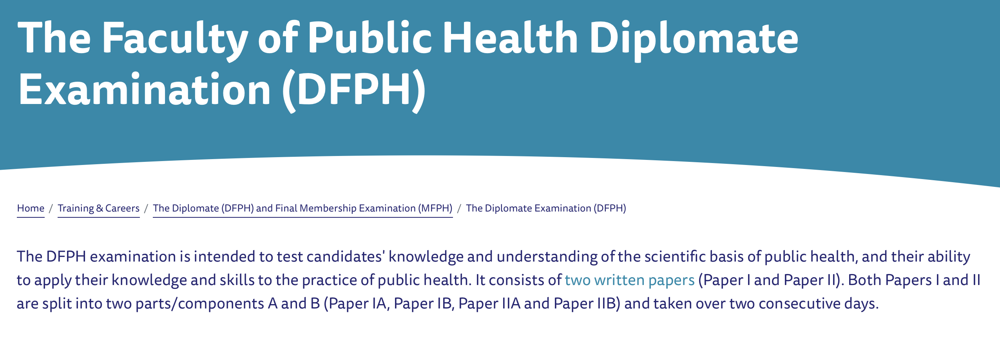 The Faculty of Public Health Diplomate
Examination (DFPH)
Home / Training & Careers / The Diplomate (DFPH) and Final Membership Examination (MFPH) / The Diplomate Examination (DFPH)
The DFPH examination is intended to test candidates' knowledge and understanding of the scientific basis of public health, and their ability
to apply their knowledge and skills to the practice of public health. It consists of two written papers (Paper I and Paper II). Both Papers I and II
are split into two parts/components A and B (Paper IA, Paper IB, Paper IIA and Paper IIB) and taken over two consecutive days.